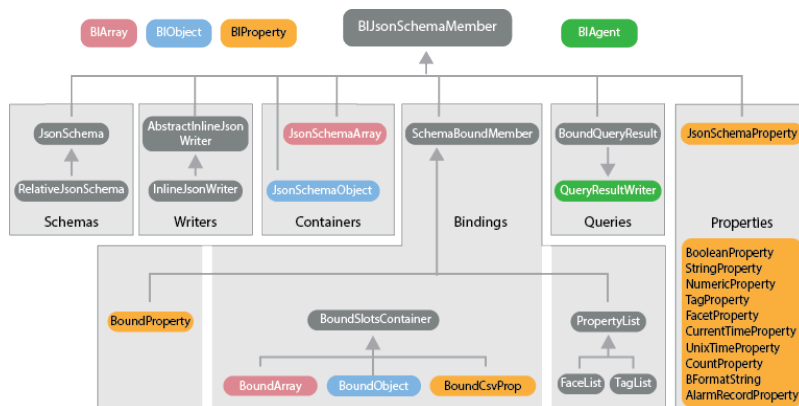 BIJsonSchemaMember
BIArray
BIObject
BIProperty
BIAgent
JsonSchema
RelativeJsonSchema
Schemas
AbstractInlineJson
Writer
InlineJsonWriter
Writers
JsonSchemaArray
JsonSchemaObject
Containers
SchemaBoundMember
Bindings
BoundQueryResult
QueryResultWriter
Queries
JsonSchemaProperty
Properties
BooleanProperty
StringProperty
NumericProperty
TagProperty
FacetProperty
CurrentTimeProperty
UnixTimeProperty
CountProperty
BFormatString
AlarmRecordProperty
BoundProperty
BoundSlotsContainer
BoundArray
BoundObject
BoundCsvProp
PropertyList
FaceList
TagList